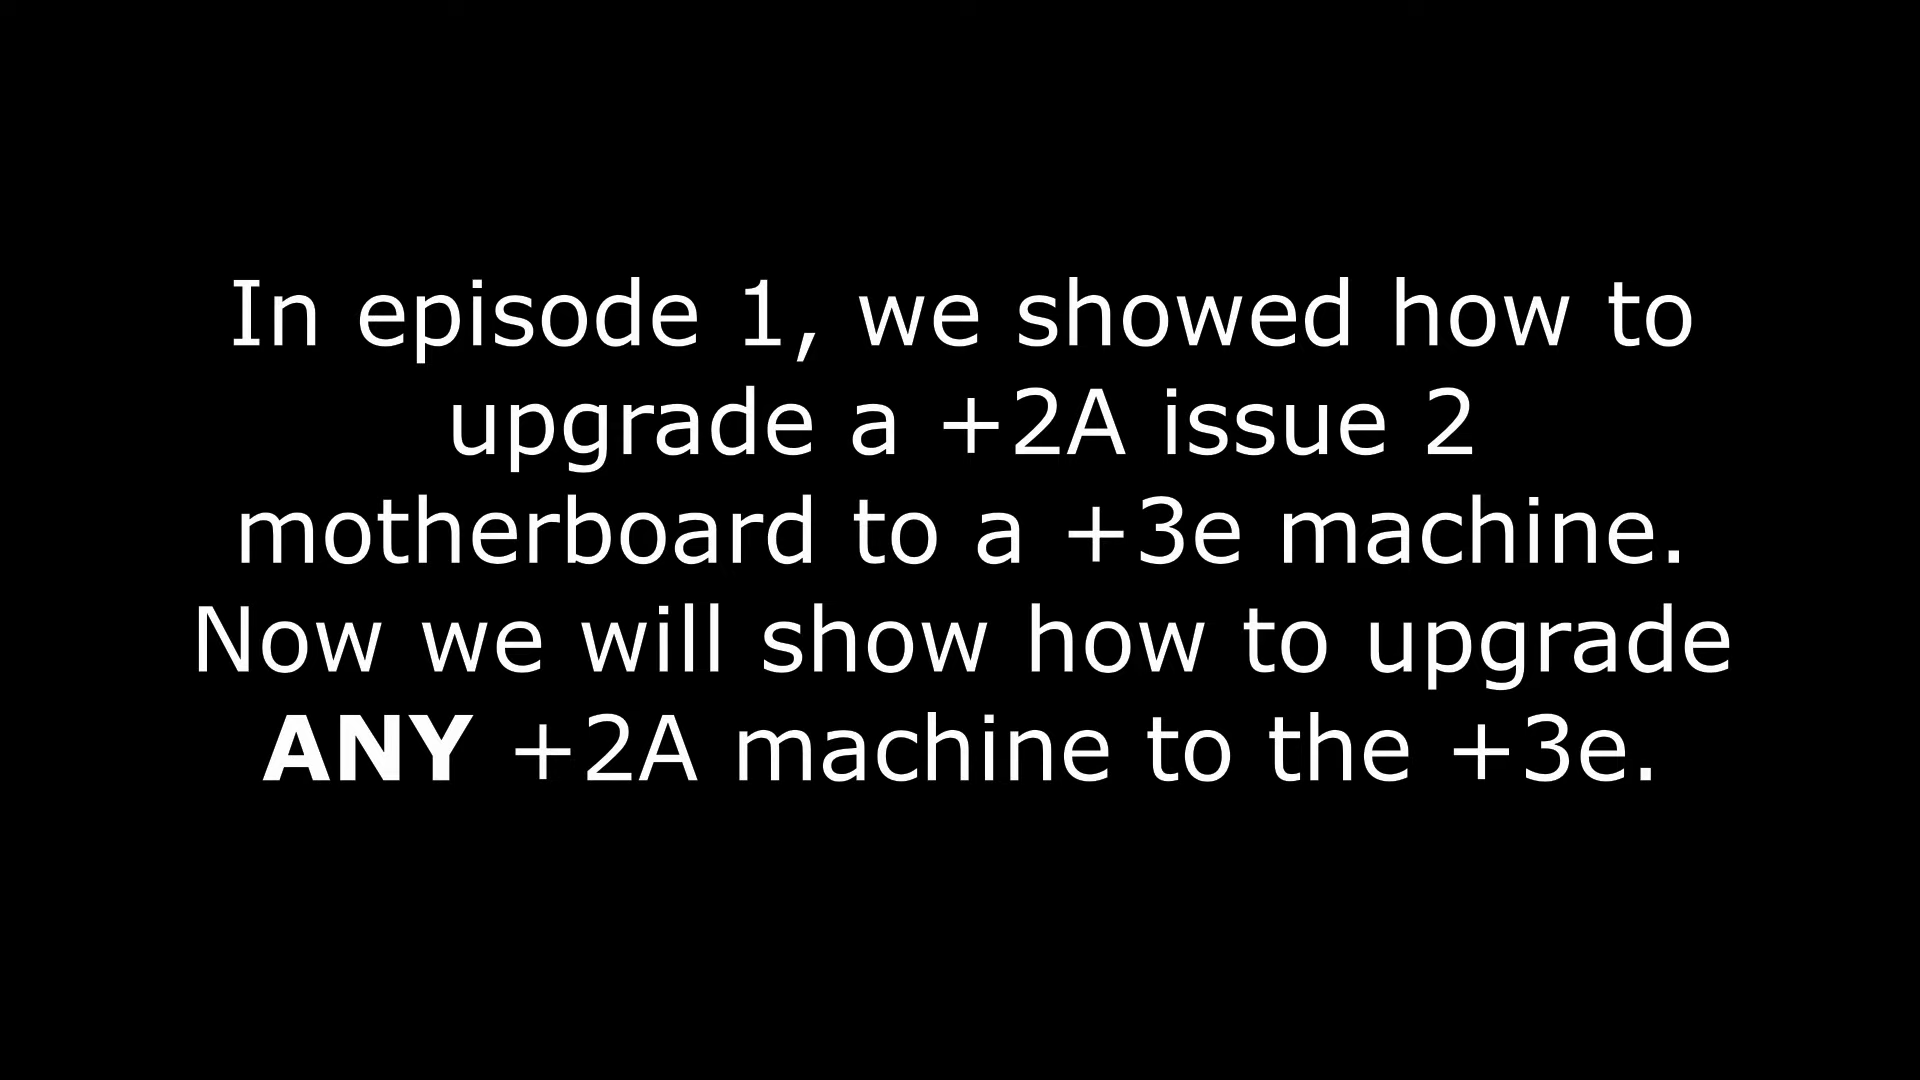 In episode 1, we showed how to
upgrade a +2A issue 2
motherboard to a +3e machine.
Now we will show how to upgrade
ANY +2A machine to the +3e.